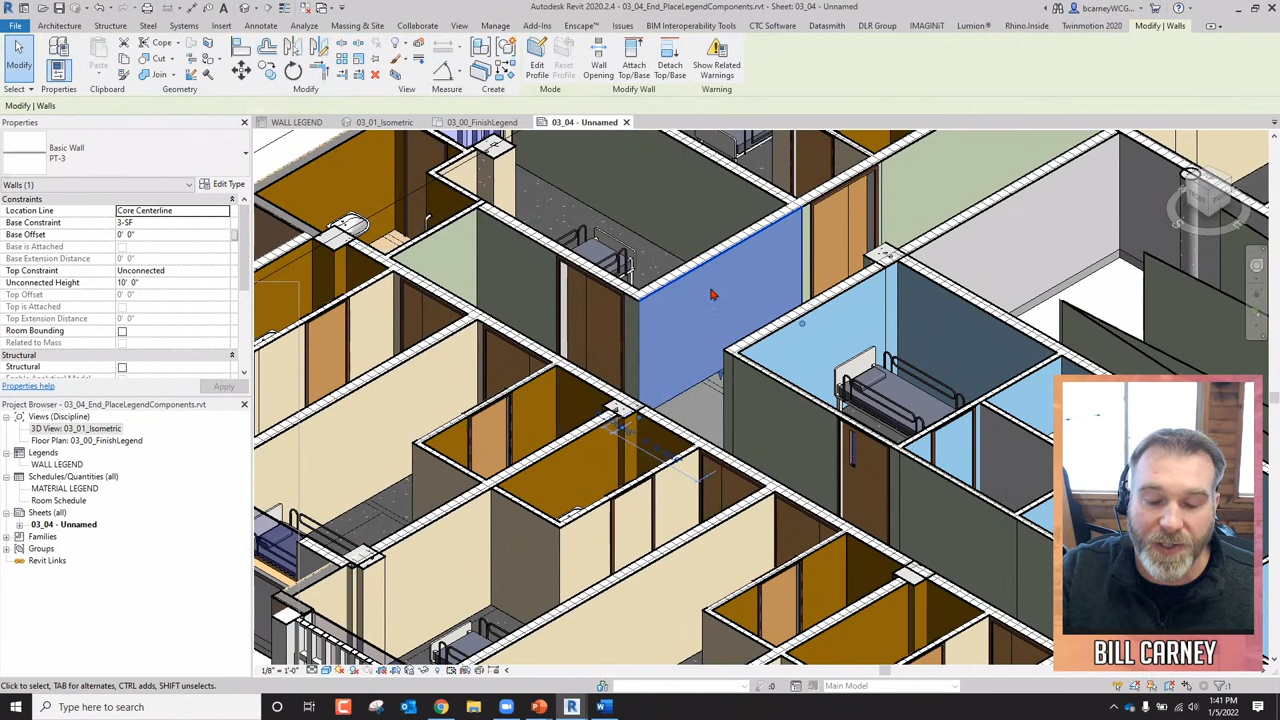 Autodesk Revit 2020.2.4 - 03_04_End_PlaceLegendComponents.rvt - Sheet: 03_04 - Unnamed
bcarneyWCG...
File
Architecture
Structure
Steel
Systems
Insert
Annotate
Analyze
Massing & Site
Collaborate
View
Manage
Add-Ins
Enscape™
Issues
BIM Interoperability Tools
CTC Software
Datasmith
DLR Group
IMAGINiT
Lumion®
Rhino.Inside
Twinmotion 2020
Modify | Walls
Modify
Paste
Cope
Cut
Join
Edit Profile
Reset Profile
Wall Opening
Attach Top/Base
Detach Top/Base
Show Related Warnings
Select
Properties
Clipboard
Geometry
Modify
View
Measure
Create
Mode
Modify Wall
Warning
Modify | Walls
Properties
WALL LEGEND
03_01_Isometric
03_00_FinishLegend
03_04 - Unnamed
Basic Wall
PT-3
Walls (1)
Edit Type
Constraints
Location Line Core Centerline
Base Constraint 3-SF
Base Offset 0' 0"
Base is Attached
Base Extension Distance 0' 0"
Top Constraint Unconnected
Unconnected Height 10' 0"
Top Offset 0' 0"
Top is Attached
Top Extension Distance 0' 0"
Room Bounding
Related to Mass
Structural
Structural
Properties help
Apply
Project Browser - 03_04_End_PlaceLegendComponents.rvt
Views (Discipline)
3D View: 03_01_Isometric
Floor Plan: 03_00_FinishLegend
Legends
WALL LEGEND
Schedules/Quantities (all)
MATERIAL LEGEND
Room Schedule
Sheets (all)
03_04 - Unnamed
Families
Groups
Revit Links
BILL CARNEY
1/8" = 1'-0"
Click to select, TAB for alternates, CTRL adds, SHIFT unselects.
:0
Main Model
:1
Type here to search
1:41 PM
1/5/2022